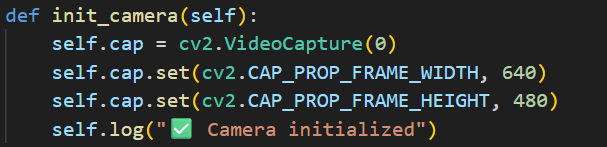 def init_camera(self):
    self.cap = cv2.VideoCapture(0)
    self.cap.set(cv2.CAP_PROP_FRAME_WIDTH, 640)
    self.cap.set(cv2.CAP_PROP_FRAME_HEIGHT, 480)
    self.log("✅ Camera initialized")